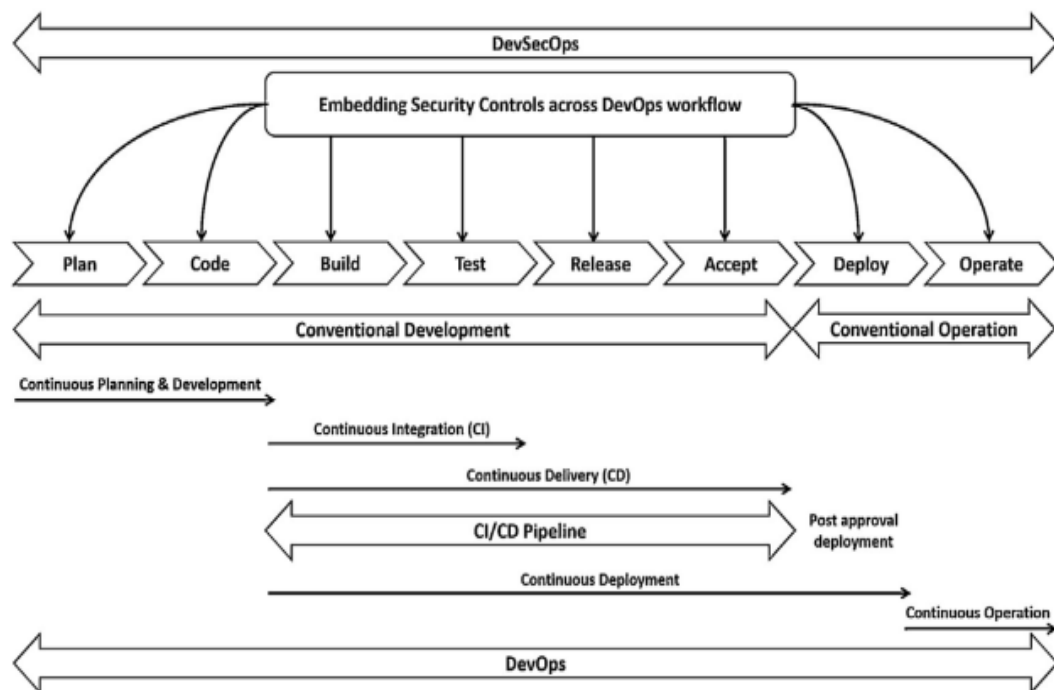 DevSecOps
Embedding Security Controls across DevOps workflow
Plan
Code
Build
Test
Release
Accept
Deploy
Operate
Conventional Development
Conventional Operation
Continuous Planning & Development
Continuous Integration (CI)
Continuous Delivery (CD)
CI/CD Pipeline
Post approval
deployment
Continuous Deployment
Continuous Operation
DevOps